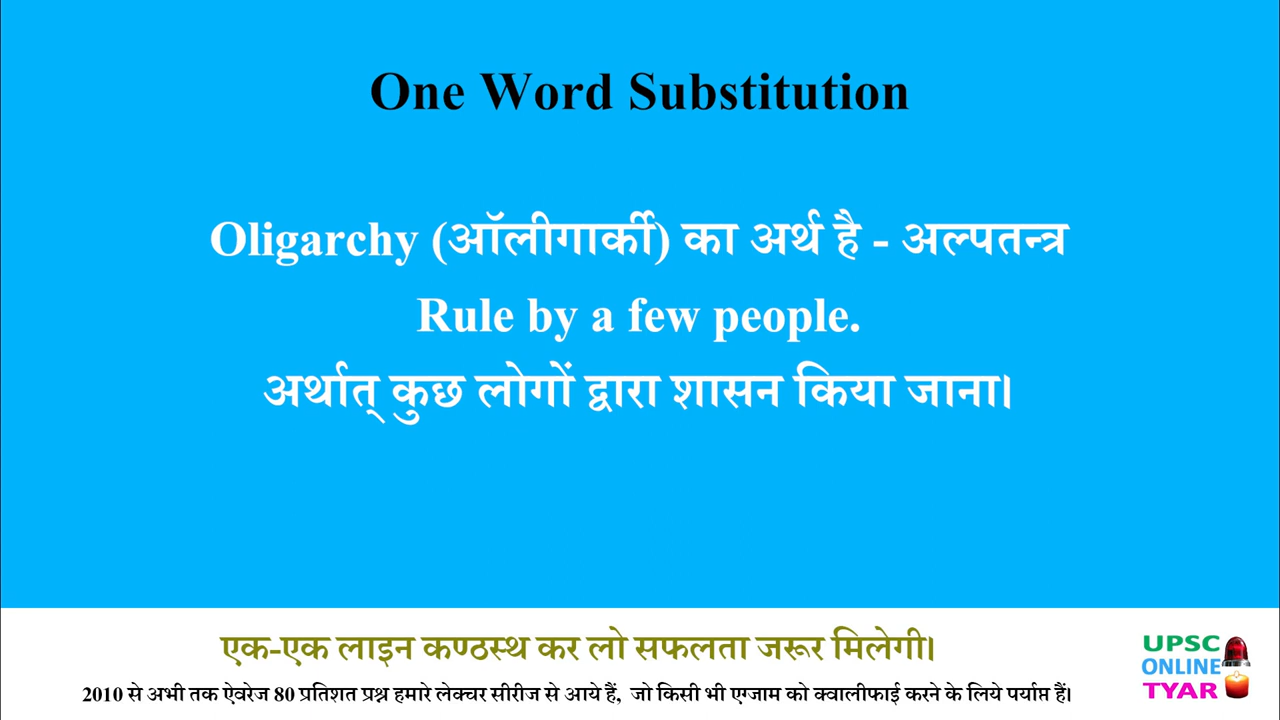 One Word Substitution
Oligarchy (ऑलीगार्की) का अर्थ है - अल्पतन्त्र
Rule by a few people.
अर्थात् कुछ लोगों द्वारा शासन किया जाना।
एक-एक लाइन कण्ठस्थ कर लो सफलता जरूर मिलेगी।
2010 से अभी तक ऐवरेज 80 प्रतिशत प्रश्न हमारे लेक्चर सीरीज से आये हैं, जो किसी भी एग्जाम को क्वालीफाई करने के लिये पर्याप्त हैं।
UPSC
ONLINE
TYAR